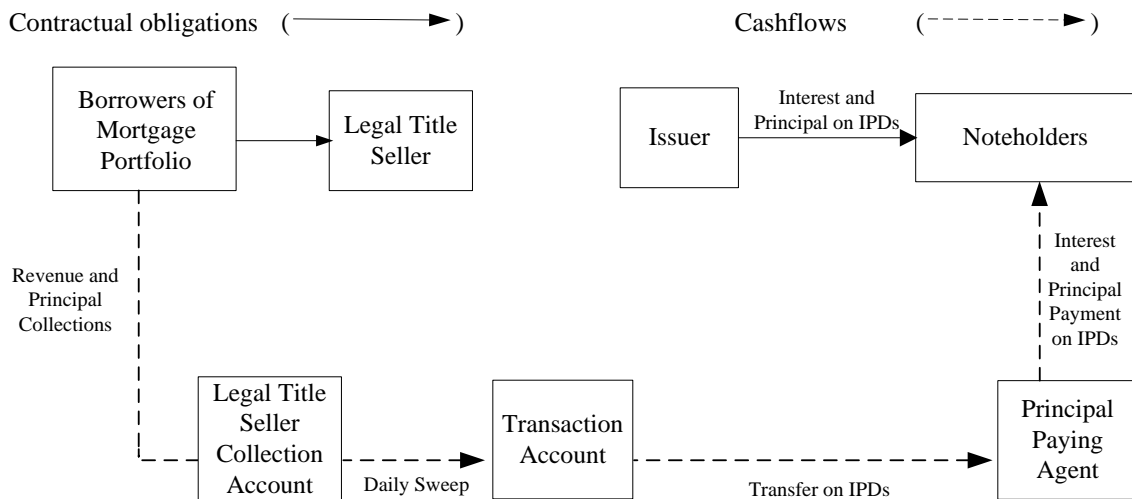 Contractual obligations ( )
Cashflows ( )
Borrowers of
Mortgage
Portfolio
Legal Title
Seller
Issuer
Interest and
Principal on IPDs
Noteholders
Revenue and
Principal
Collections
Interest
and
Principal
Payment
on IPDs
Legal Title
Seller
Collection
Account
Daily Sweep
Transaction
Account
Transfer on IPDs
Principal
Paying
Agent